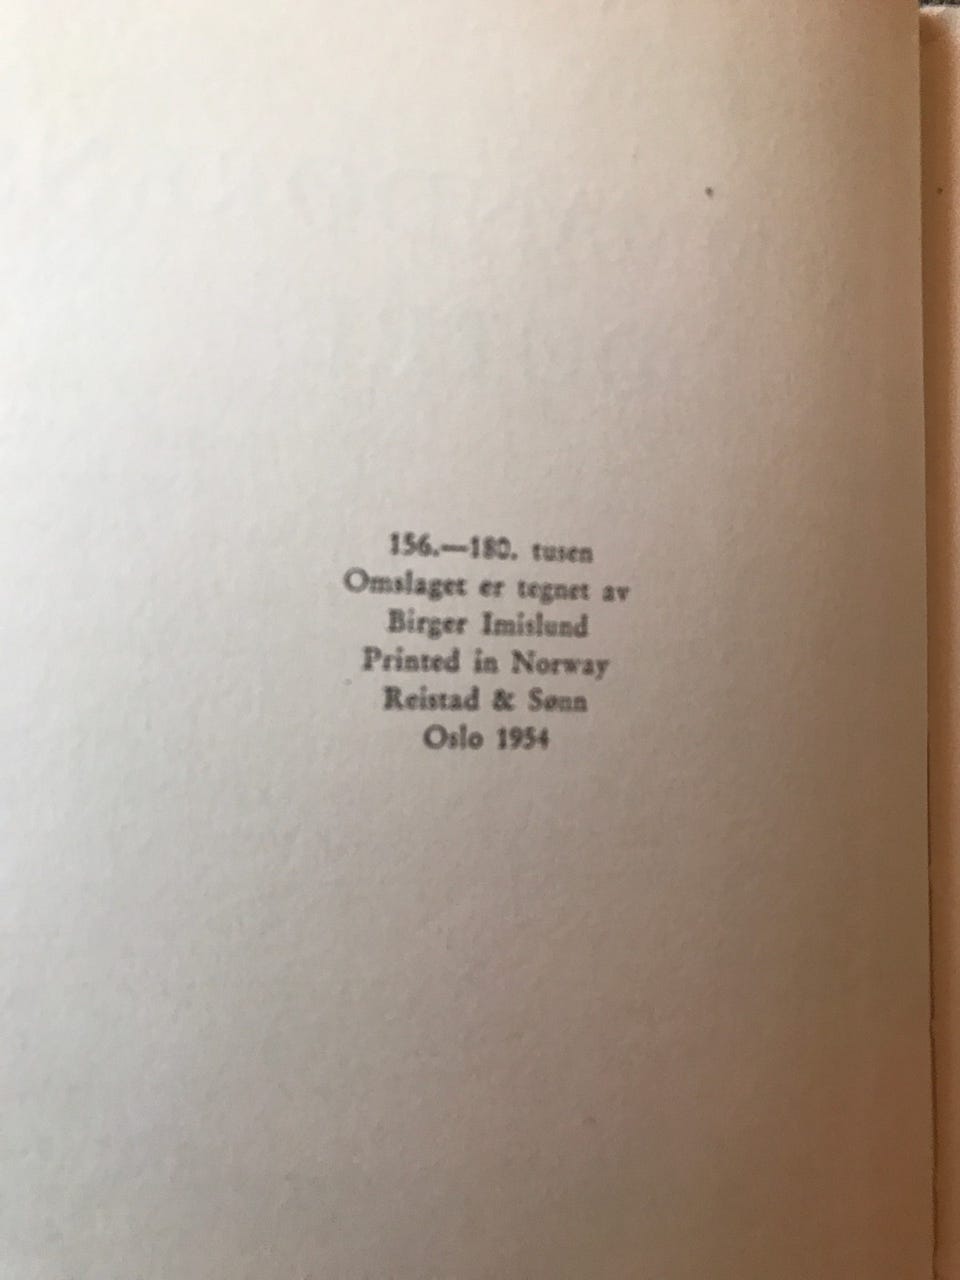 156.—180. tusen
Omslaget er tegnet av
Birger Imislund
Printed in Norway
Reistad & Sønn
Oslo 1954